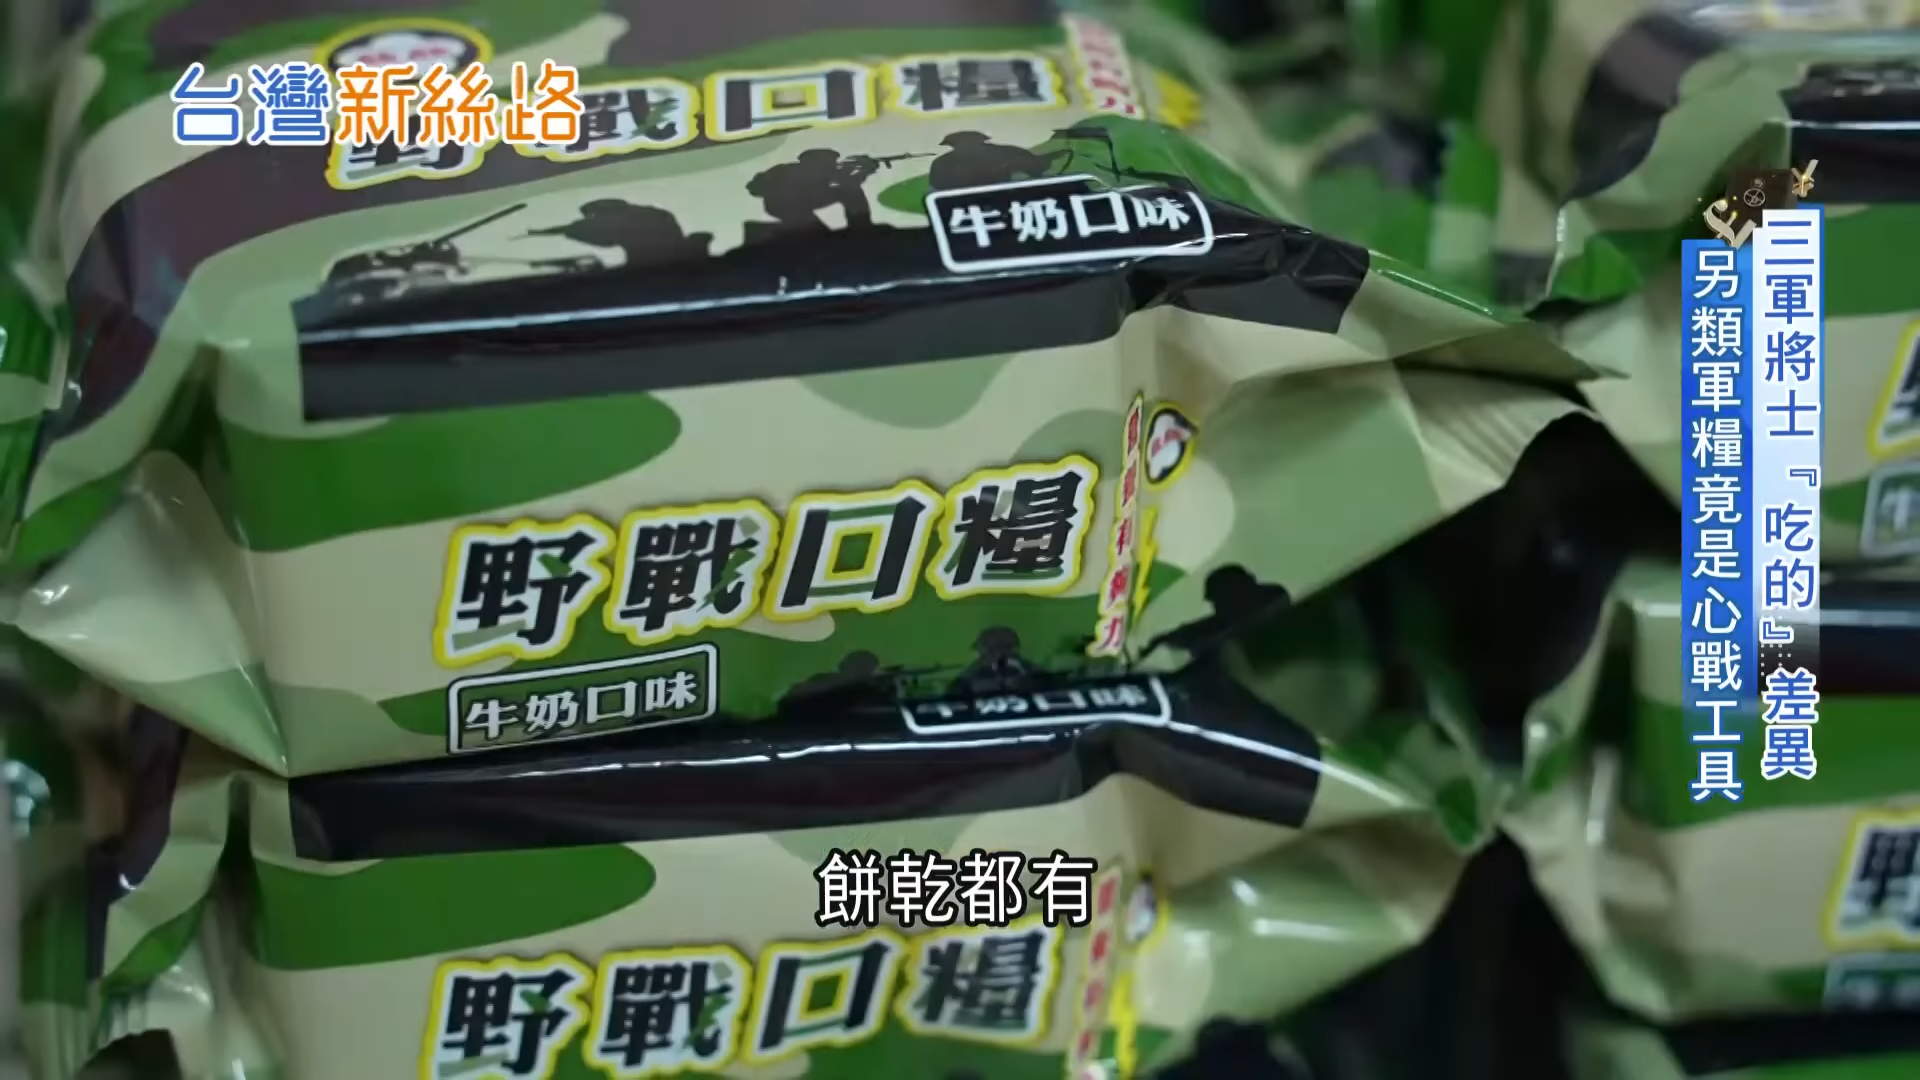 台灣新絲路
野戰口糧
牛奶口味
三軍將士『吃的』差異
另類軍糧竟是心戰工具
野戰口糧
牛奶口味
牛奶口味
餅乾都有
野戰口糧